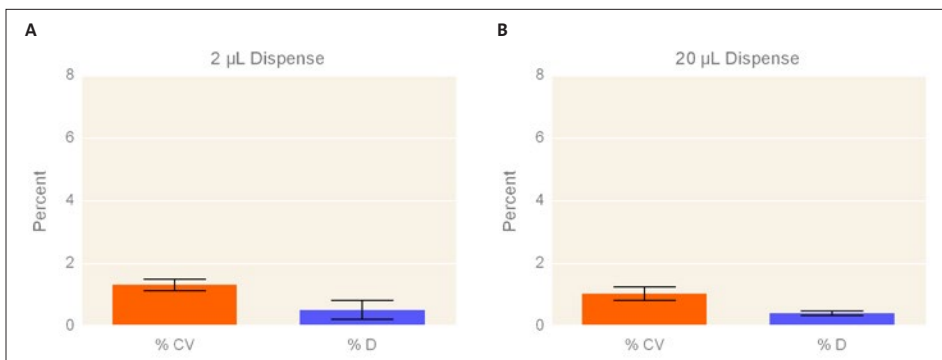 A
2 µL Dispense
8
6
4
2
0
Percent
% CV
% D
B
20 µL Dispense
8
6
4
2
0
Percent
% CV
% D